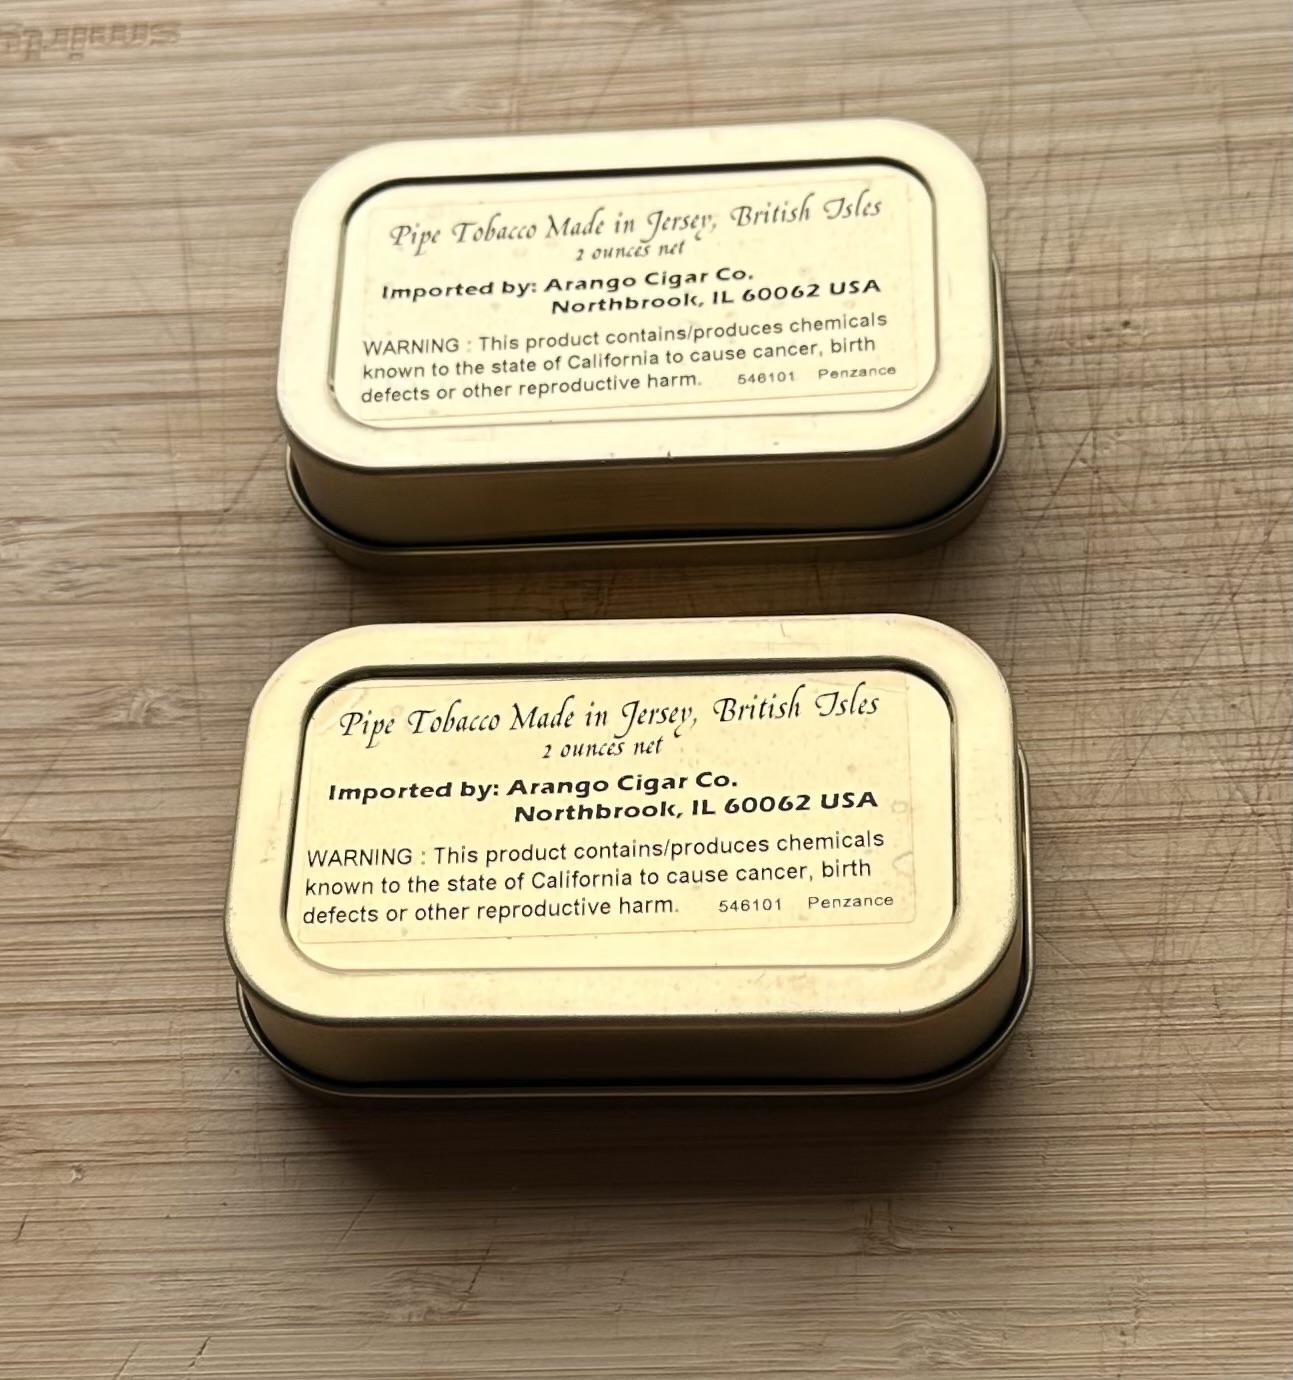 Pipe Tobacco Made in Jersey, British Isles
2 ounces net
Imported by: Arango Cigar Co.
Northbrook, IL 60062 USA
WARNING : This product contains/produces chemicals
known to the state of California to cause cancer, birth
defects or other reproductive harm. 546101 Penzance
Pipe Tobacco Made in Jersey, British Isles
2 ounces net
Imported by: Arango Cigar Co.
Northbrook, IL 60062 USA
WARNING : This product contains/produces chemicals
known to the state of California to cause cancer, birth
defects or other reproductive harm. 546101 Penzance